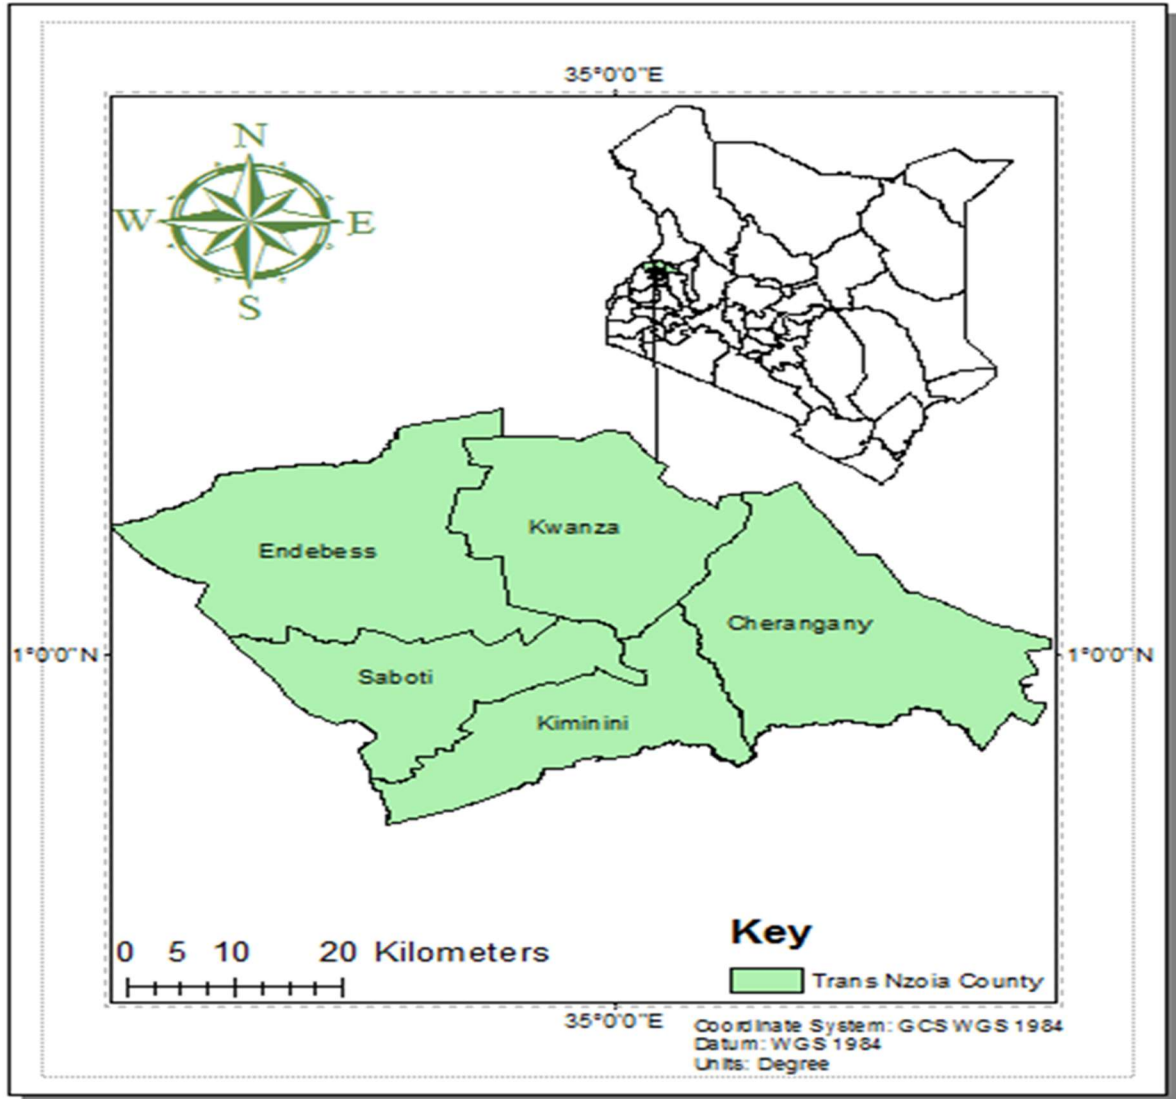 35°0'0"E
N
W E
S
Kwanza
Endebess
Cherangany
1°0'0"N 1°0'0"N
Saboti
Kiminini
Key
0 5 10 20 Kilometers
Trans Nzoia County
35°0'0"E
Coordinate System: GCS WGS 1984
Datum: WGS 1984
Units: Degree